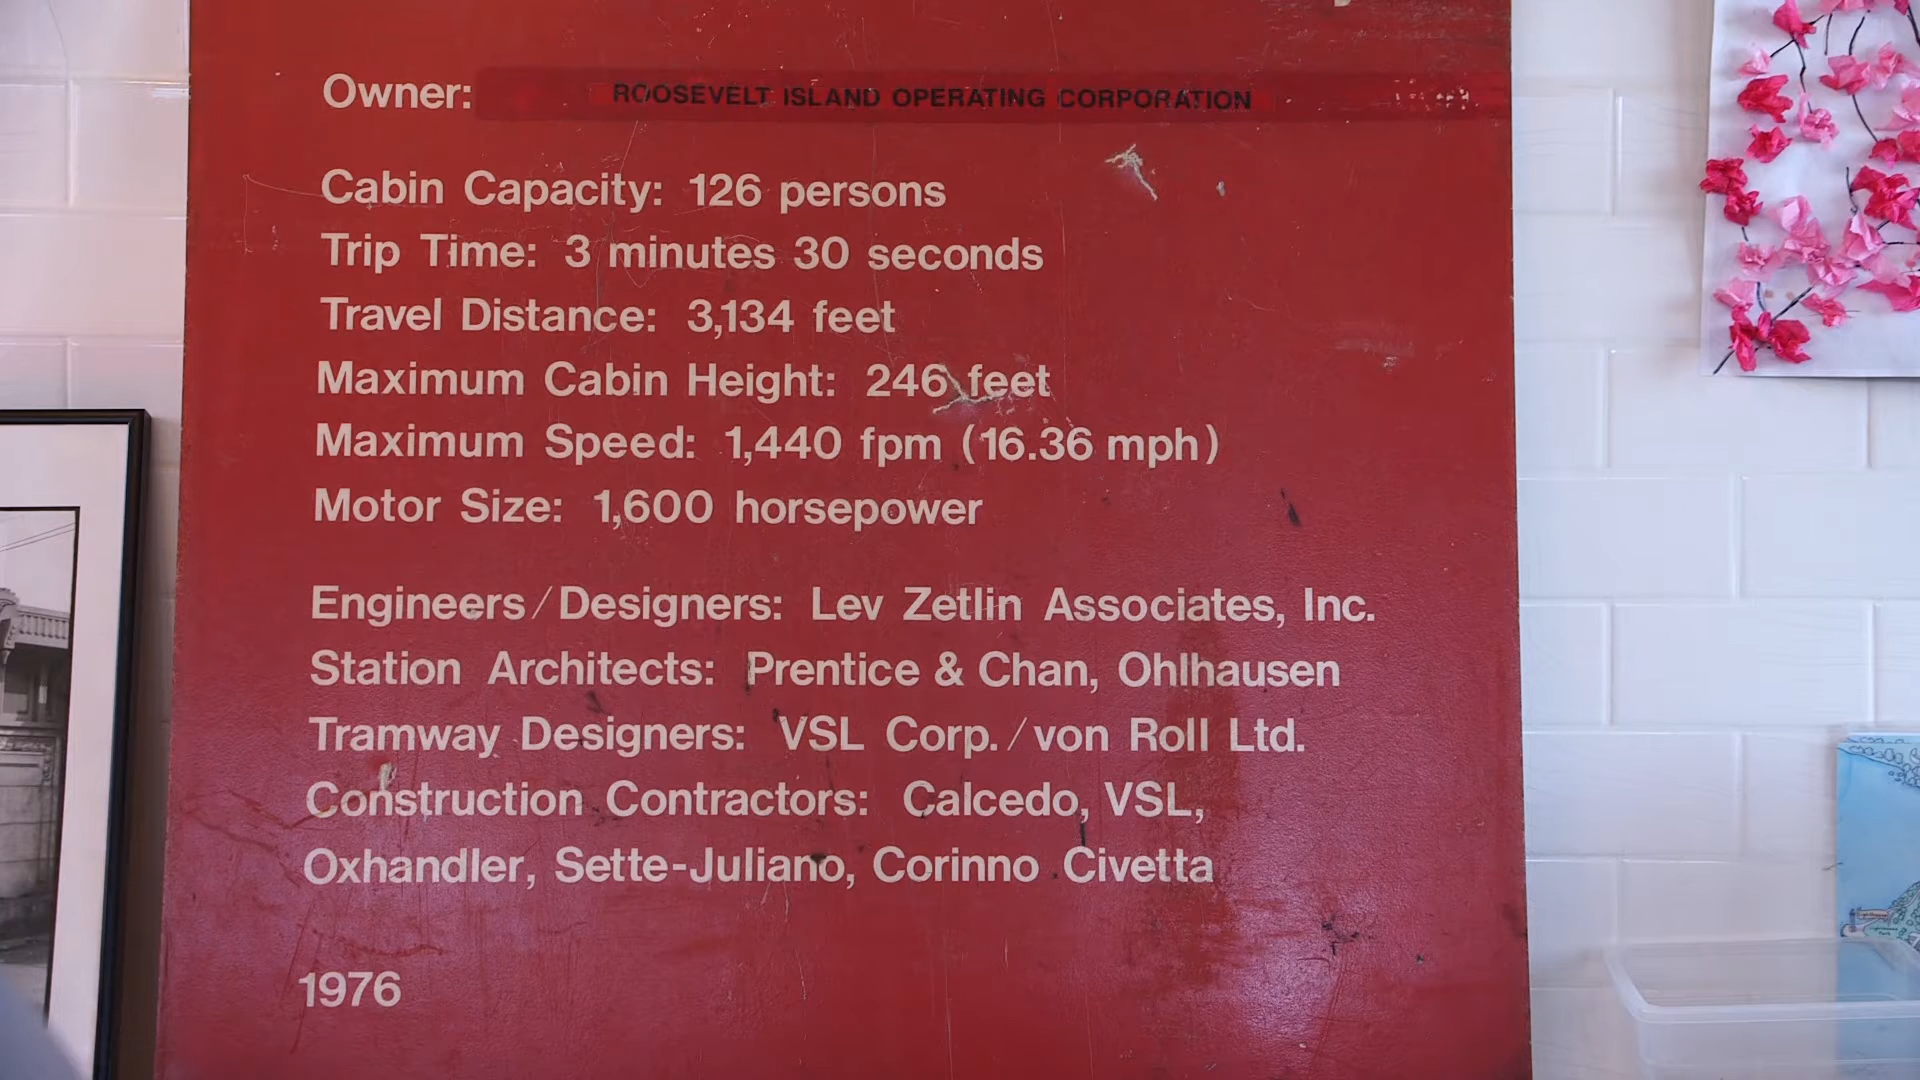 Owner: ROOSEVELT ISLAND OPERATING CORPORATION
Cabin Capacity: 126 persons
Trip Time: 3 minutes 30 seconds
Travel Distance: 3,134 feet
Maximum Cabin Height: 246 feet
Maximum Speed: 1,440 fpm (16.36 mph)
Motor Size: 1,600 horsepower
Engineers/Designers: Lev Zetlin Associates, Inc.
Station Architects: Prentice & Chan, Ohlhausen
Tramway Designers: VSL Corp./von Roll Ltd.
Construction Contractors: Calcedo, VSL,
Oxhandler, Sette-Juliano, Corinno Civetta
1976